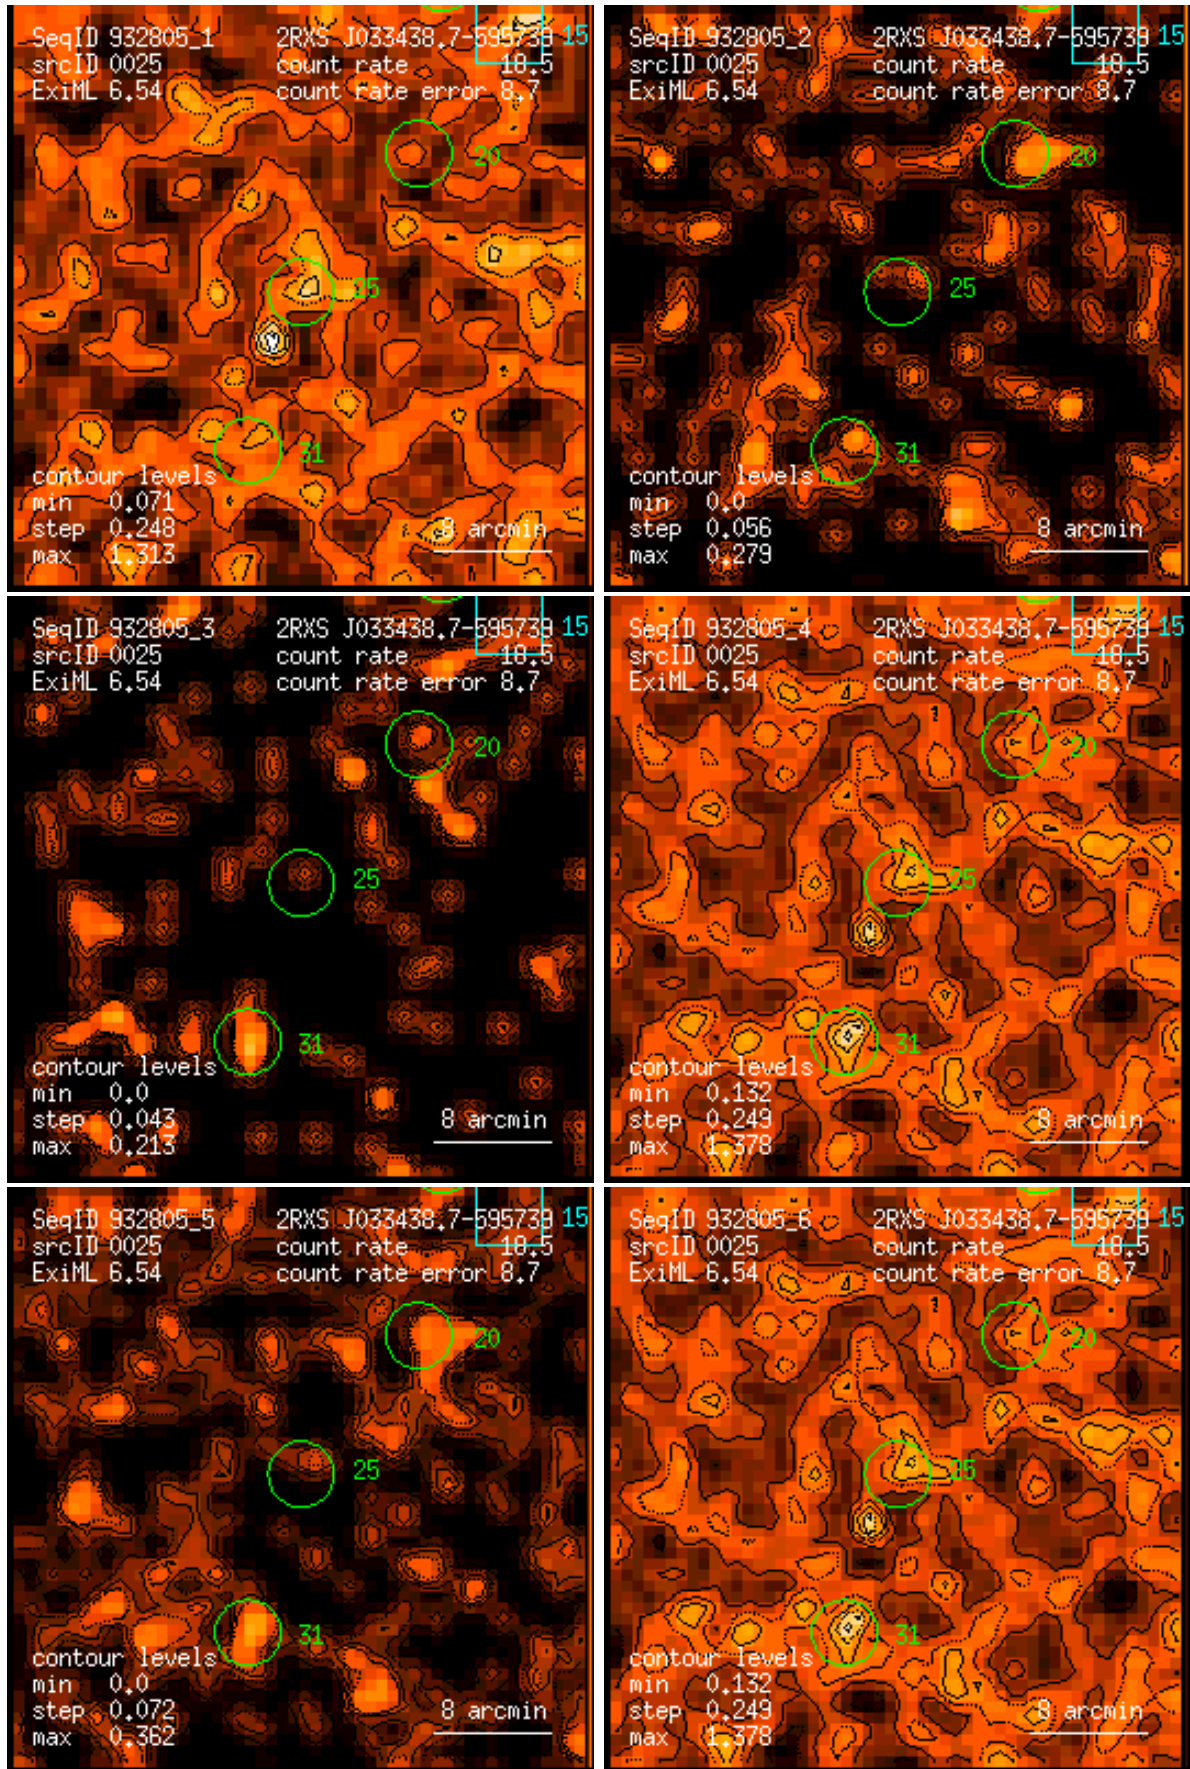 SeqID 932805_1 2RXS J033438.7-595739 15
srcID 0025 count rate 18.5
ExiML 6.54 count rate error 8.7
20
25
31
contour levels
min 0.071
step 0.248 8 arcmin
max 1.313
SeqID 932805_2 2RXS J033438.7-595739 15
srcID 0025 count rate 18.5
ExiML 6.54 count rate error 8.7
20
25
31
contour levels
min 0.0
step 0.056 8 arcmin
max 0.279
SeqID 932805_3 2RXS J033438.7-595739 15
srcID 0025 count rate 18.5
ExiML 6.54 count rate error 8.7
20
25
31
contour levels
min 0.0
step 0.043 8 arcmin
max 0.213
SeqID 932805_4 2RXS J033438.7-595739 15
srcID 0025 count rate 18.5
ExiML 6.54 count rate error 8.7
20
25
31
contour levels
min 0.132
step 0.249 8 arcmin
max 1.378
SeqID 932805_5 2RXS J033438.7-595739 15
srcID 0025 count rate 18.5
ExiML 6.54 count rate error 8.7
20
25
31
contour levels
min 0.0
step 0.072 8 arcmin
max 0.362
SeqID 932805_6 2RXS J033438.7-595739 15
srcID 0025 count rate 18.5
ExiML 6.54 count rate error 8.7
20
25
31
contour levels
min 0.132
step 0.249 8 arcmin
max 1.378